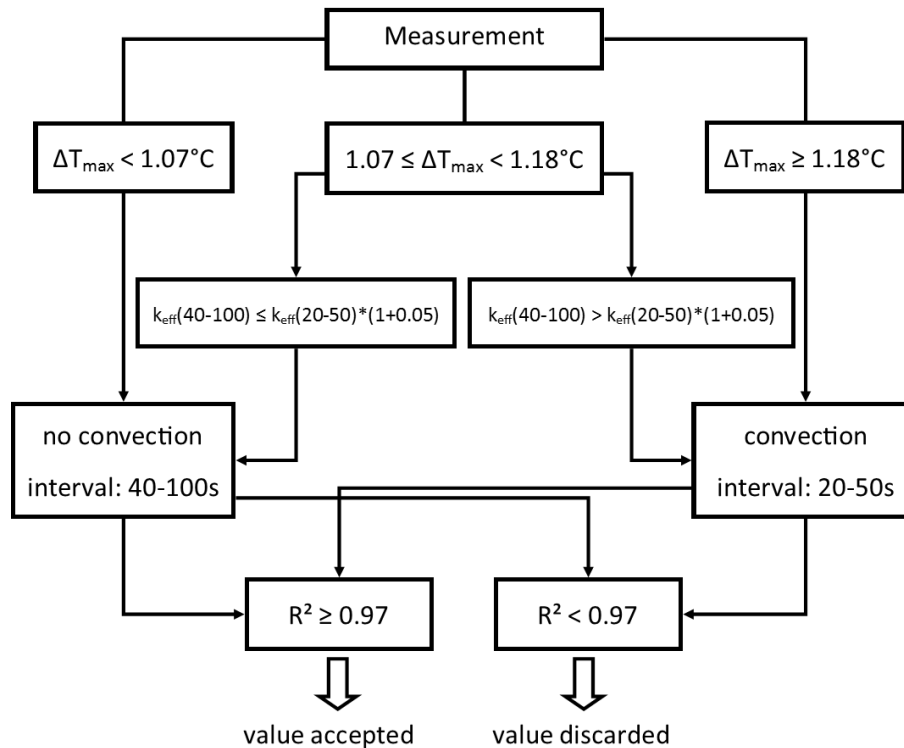 Measurement
ΔTmax < 1.07°C
1.07 ≤ ΔTmax < 1.18°C
ΔTmax ≥ 1.18°C
keff(40-100) ≤ keff(20-50)*(1+0.05)
keff(40-100) > keff(20-50)*(1+0.05)
no convection
interval: 40-100s
convection
interval: 20-50s
R² ≥ 0.97
R² < 0.97
value accepted
value discarded